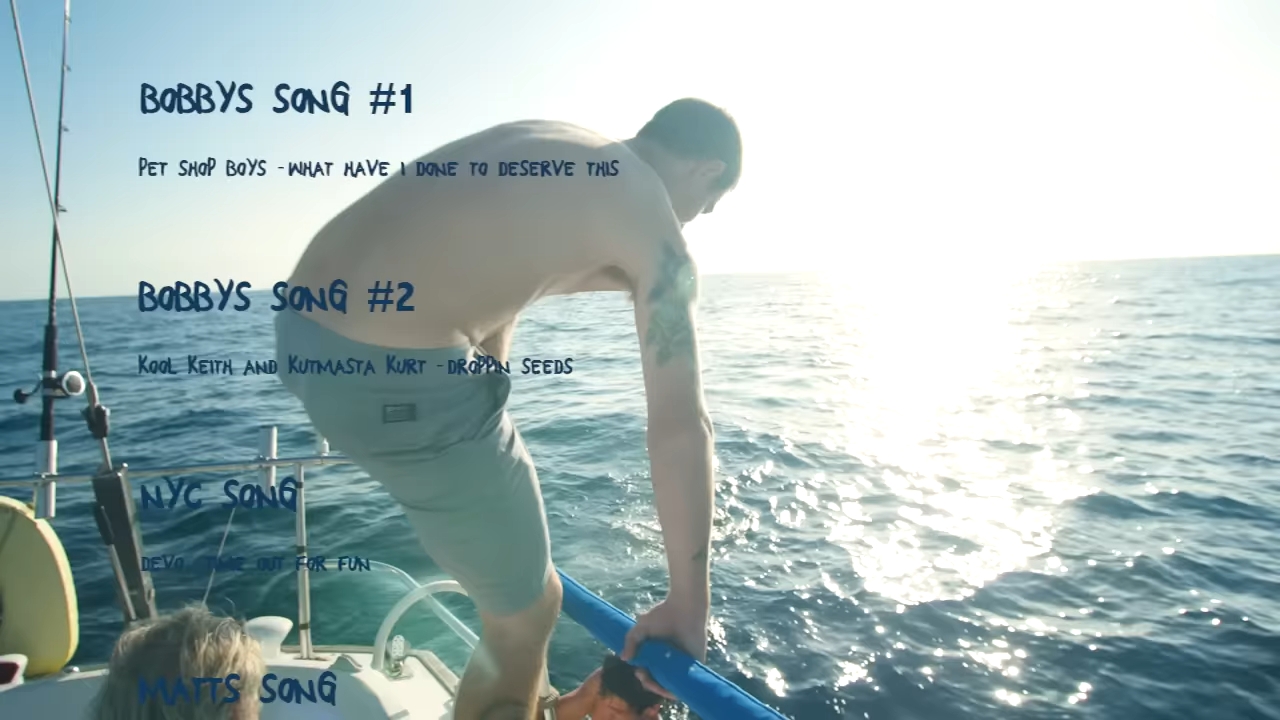 BOBBYS SONG #1
PET SHOP BOYS - WHAT HAVE I DONE TO DESERVE THIS
BOBBYS SONG #2
KOOL KEITH AND KUTMASTA KURT - DROPPIN SEEDS
NYC SONG
DEVO - TIME OUT FOR FUN
MATTS SONG